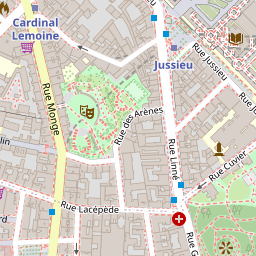 Cardinal
Lemoine
Jussieu
Rue Jussieu
Rue Monge
Rue des Arènes
Rue Linné
Rue Cuvier
Rue Lacépède